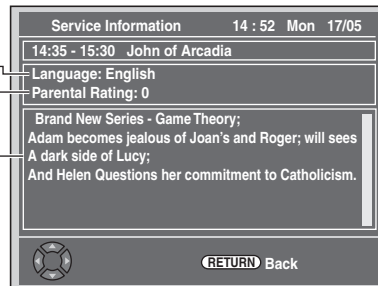 Service Information 14 : 52 Mon 17/05
14:35 - 15:30 John of Arcadia
Language: English
Parental Rating: 0
Brand New Series - Game Theory;
Adam becomes jealous of Joan's and Roger; will sees
A dark side of Lucy;
And Helen Questions her commitment to Catholicism.
RETURN Back